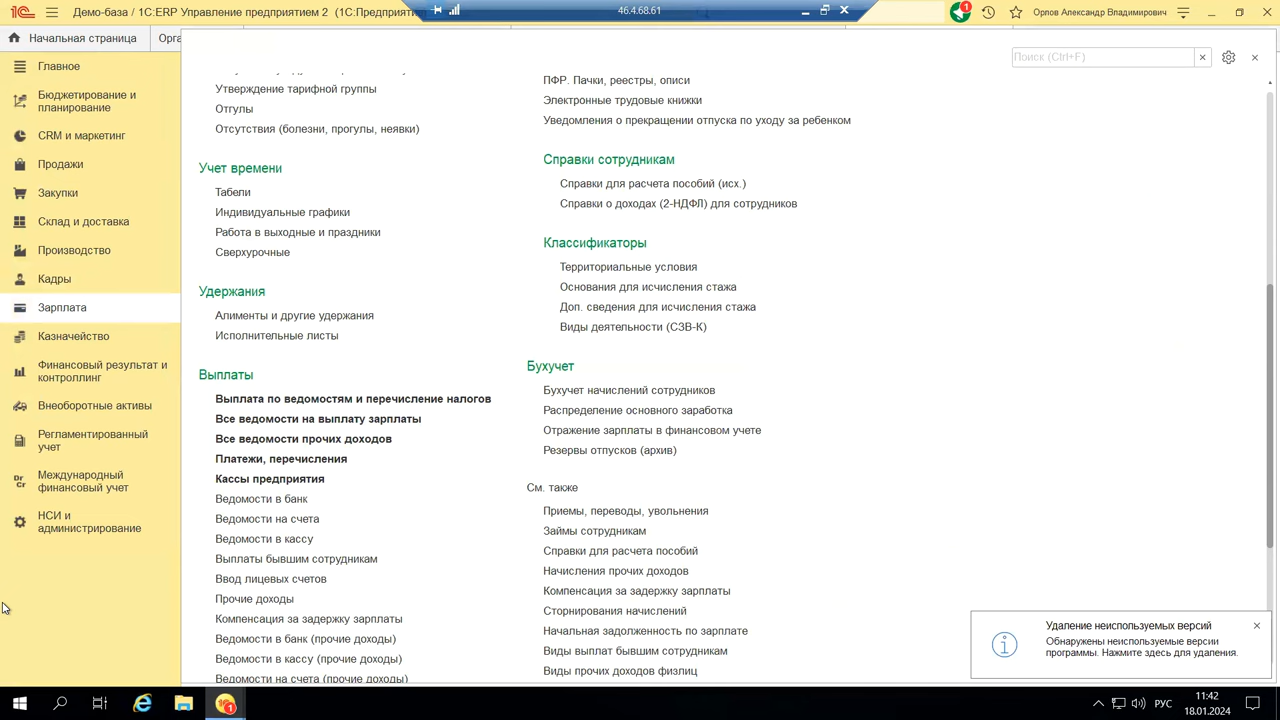 Демо-база / 1С:ERP Управление предприятием 2 (1С:Предприятие
46.4.68.61
1
Орлов Александр Владимирович
Начальная страница
Орга
Поиск (Ctrl+F)
Главное
Бюджетирование и
планирование
CRM и маркетинг
Продажи
Закупки
Склад и доставка
Производство
Кадры
Зарплата
Казначейство
Финансовый результат и
контроллинг
Внеоборотные активы
Регламентированный
учет
Международный
финансовый учет
НСИ и
администрирование
Утверждение тарифной группы
Отгулы
Отсутствия (болезни, прогулы, неявки)
Учет времени
Табели
Индивидуальные графики
Работа в выходные и праздники
Сверхурочные
Удержания
Алименты и другие удержания
Исполнительные листы
Выплаты
Выплата по ведомостям и перечисление налогов
Все ведомости на выплату зарплаты
Все ведомости прочих доходов
Платежи, перечисления
Кассы предприятия
Ведомости в банк
Ведомости на счета
Ведомости в кассу
Выплаты бывшим сотрудникам
Ввод лицевых счетов
Прочие доходы
Компенсация за задержку зарплаты
Ведомости в банк (прочие доходы)
Ведомости в кассу (прочие доходы)
Ведомости на счета (прочие доходы)
ПФР. Пачки, реестры, описи
Электронные трудовые книжки
Уведомления о прекращении отпуска по уходу за ребенком
Справки сотрудникам
Справки для расчета пособий (исх.)
Справки о доходах (2-НДФЛ) для сотрудников
Классификаторы
Территориальные условия
Основания для исчисления стажа
Доп. сведения для исчисления стажа
Виды деятельности (СЗВ-К)
Бухучет
Бухучет начислений сотрудников
Распределение основного заработка
Отражение зарплаты в финансовом учете
Резервы отпусков (архив)
См. также
Приемы, переводы, увольнения
Займы сотрудникам
Справки для расчета пособий
Начисления прочих доходов
Компенсация за задержку зарплаты
Сторнирования начислений
Начальная задолженность по зарплате
Виды выплат бывшим сотрудникам
Виды прочих доходов физлиц
Удаление неиспользуемых версий
Обнаружены неиспользуемые версии
программы. Нажмите здесь для удаления.
РУС
11:42
18.01.2024